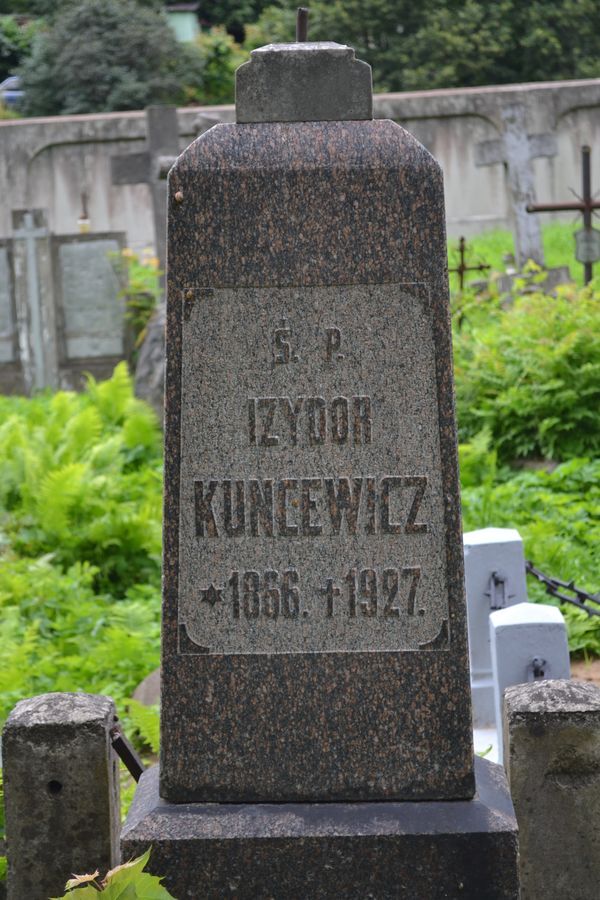 Ś. P.
IZYDOR
KUNCEWICZ
*1866. †1927.